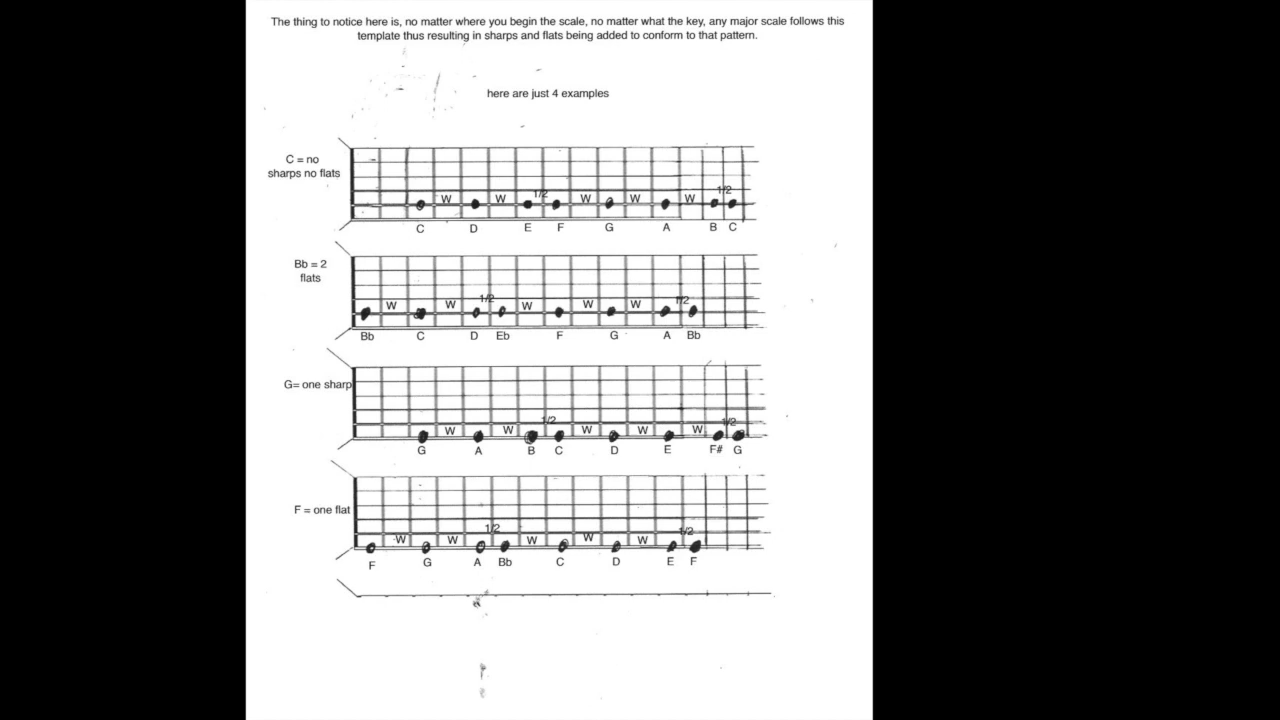 The thing to notice here is, no matter where you begin the scale, no matter what the key, any major scale follows this
template thus resulting in sharps and flats being added to conform to that pattern.
here are just 4 examples
C = no
sharps no flats
W W 1/2 W W W 1/2
C D E F G A B C
Bb = 2
flats
W W 1/2 W W W 1/2
Bb C D Eb F G A Bb
G= one sharp
W W 1/2 W W W 1/2
G A B C D E F# G
F = one flat
W W 1/2 W W W 1/2
F G A Bb C D E F